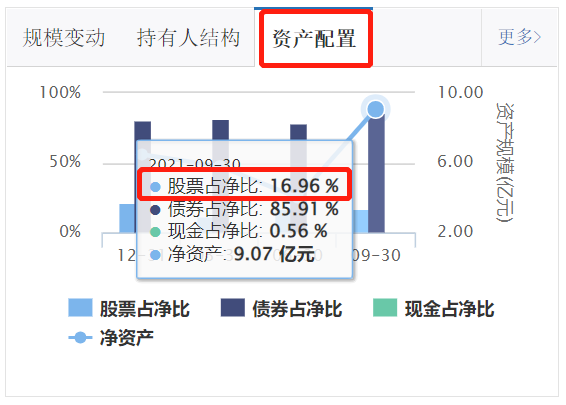 规模变动 持有人结构 资产配置 更多>
100% 10.00
50% 6.00
0% 2.00
资产规模(亿元)
2021-09-30
股票占净比: 16.96 %
债券占净比: 85.91 %
现金占净比: 0.56 %
净资产: 9.07 亿元
09-30
股票占净比 债券占净比 现金占净比
净资产